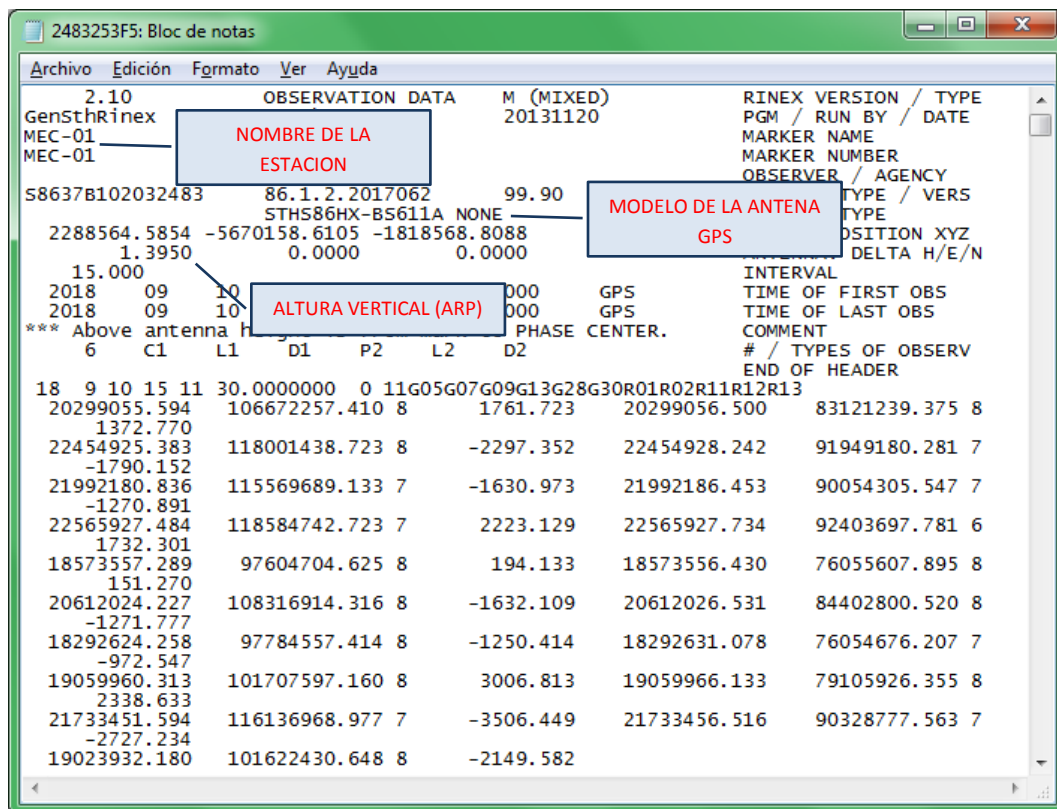 2483253F5: Bloc de notas
Archivo Edición Formato Ver Ayuda
2.10 OBSERVATION DATA M (MIXED) RINEX VERSION / TYPE
GenSthRinex 20131120 PGM / RUN BY / DATE
MEC-01 MARKER NAME
MEC-01 MARKER NUMBER
NOMBRE DE LA
ESTACION
OBSERVER / AGENCY
S8637B102032483 86.1.2.2017062 99.90 TYPE / VERS
STHS86HX-BS611A NONE TYPE
MODELO DE LA ANTENA
GPS
2288564.5854 -5670158.6105 -1818568.8088 OSITION XYZ
1.3950 0.0000 0.0000 ANTENNA: DELTA H/E/N
15.000 INTERVAL
2018 09 10 000 GPS TIME OF FIRST OBS
2018 09 10 000 GPS TIME OF LAST OBS
ALTURA VERTICAL (ARP)
*** Above antenna PHASE CENTER. COMMENT
6 C1 L1 D1 P2 L2 D2 # / TYPES OF OBSERV
END OF HEADER
18 9 10 15 11 30.0000000 0 11G05G07G09G13G28G30R01R02R11R12R13
20299055.594 106672257.410 8 1761.723 20299056.500 83121239.375 8
1372.770
22454925.383 118001438.723 8 -2297.352 22454928.242 91949180.281 7
-1790.152
21992180.836 115569689.133 7 -1630.973 21992186.453 90054305.547 7
-1270.891
22565927.484 118584742.723 7 2223.129 22565927.734 92403697.781 6
1732.301
18573557.289 97604704.625 8 194.133 18573556.430 76055607.895 8
151.270
20612024.227 108316914.316 8 -1632.109 20612026.531 84402800.520 8
-1271.777
18292624.258 97784557.414 8 -1250.414 18292631.078 76054676.207 7
-972.547
19059960.313 101707597.160 8 3006.813 19059966.133 79105926.355 8
2338.633
21733451.594 116136968.977 7 -3506.449 21733456.516 90328777.563 7
-2727.234
19023932.180 101622430.648 8 -2149.582